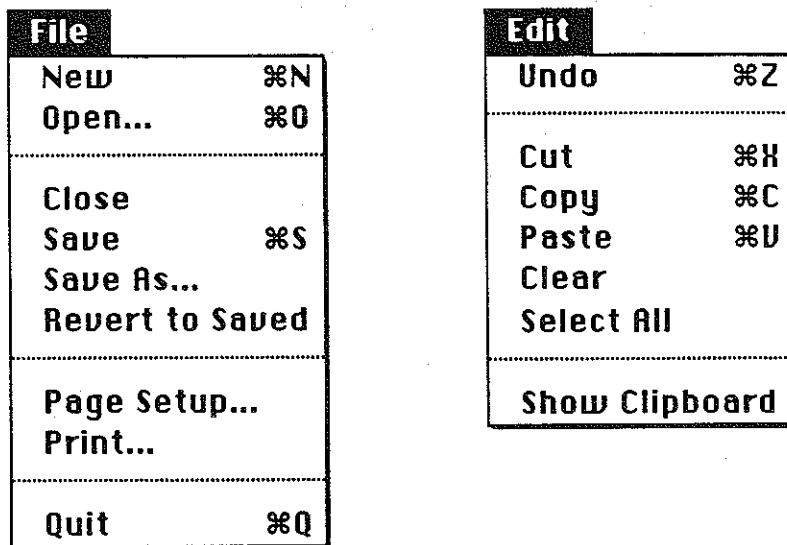 File
New ⌘N
Open... ⌘O
Close
Save ⌘S
Save As...
Revert to Saved
Page Setup...
Print...
Quit ⌘Q
Edit
Undo ⌘Z
Cut ⌘X
Copy ⌘C
Paste ⌘V
Clear
Select All
Show Clipboard